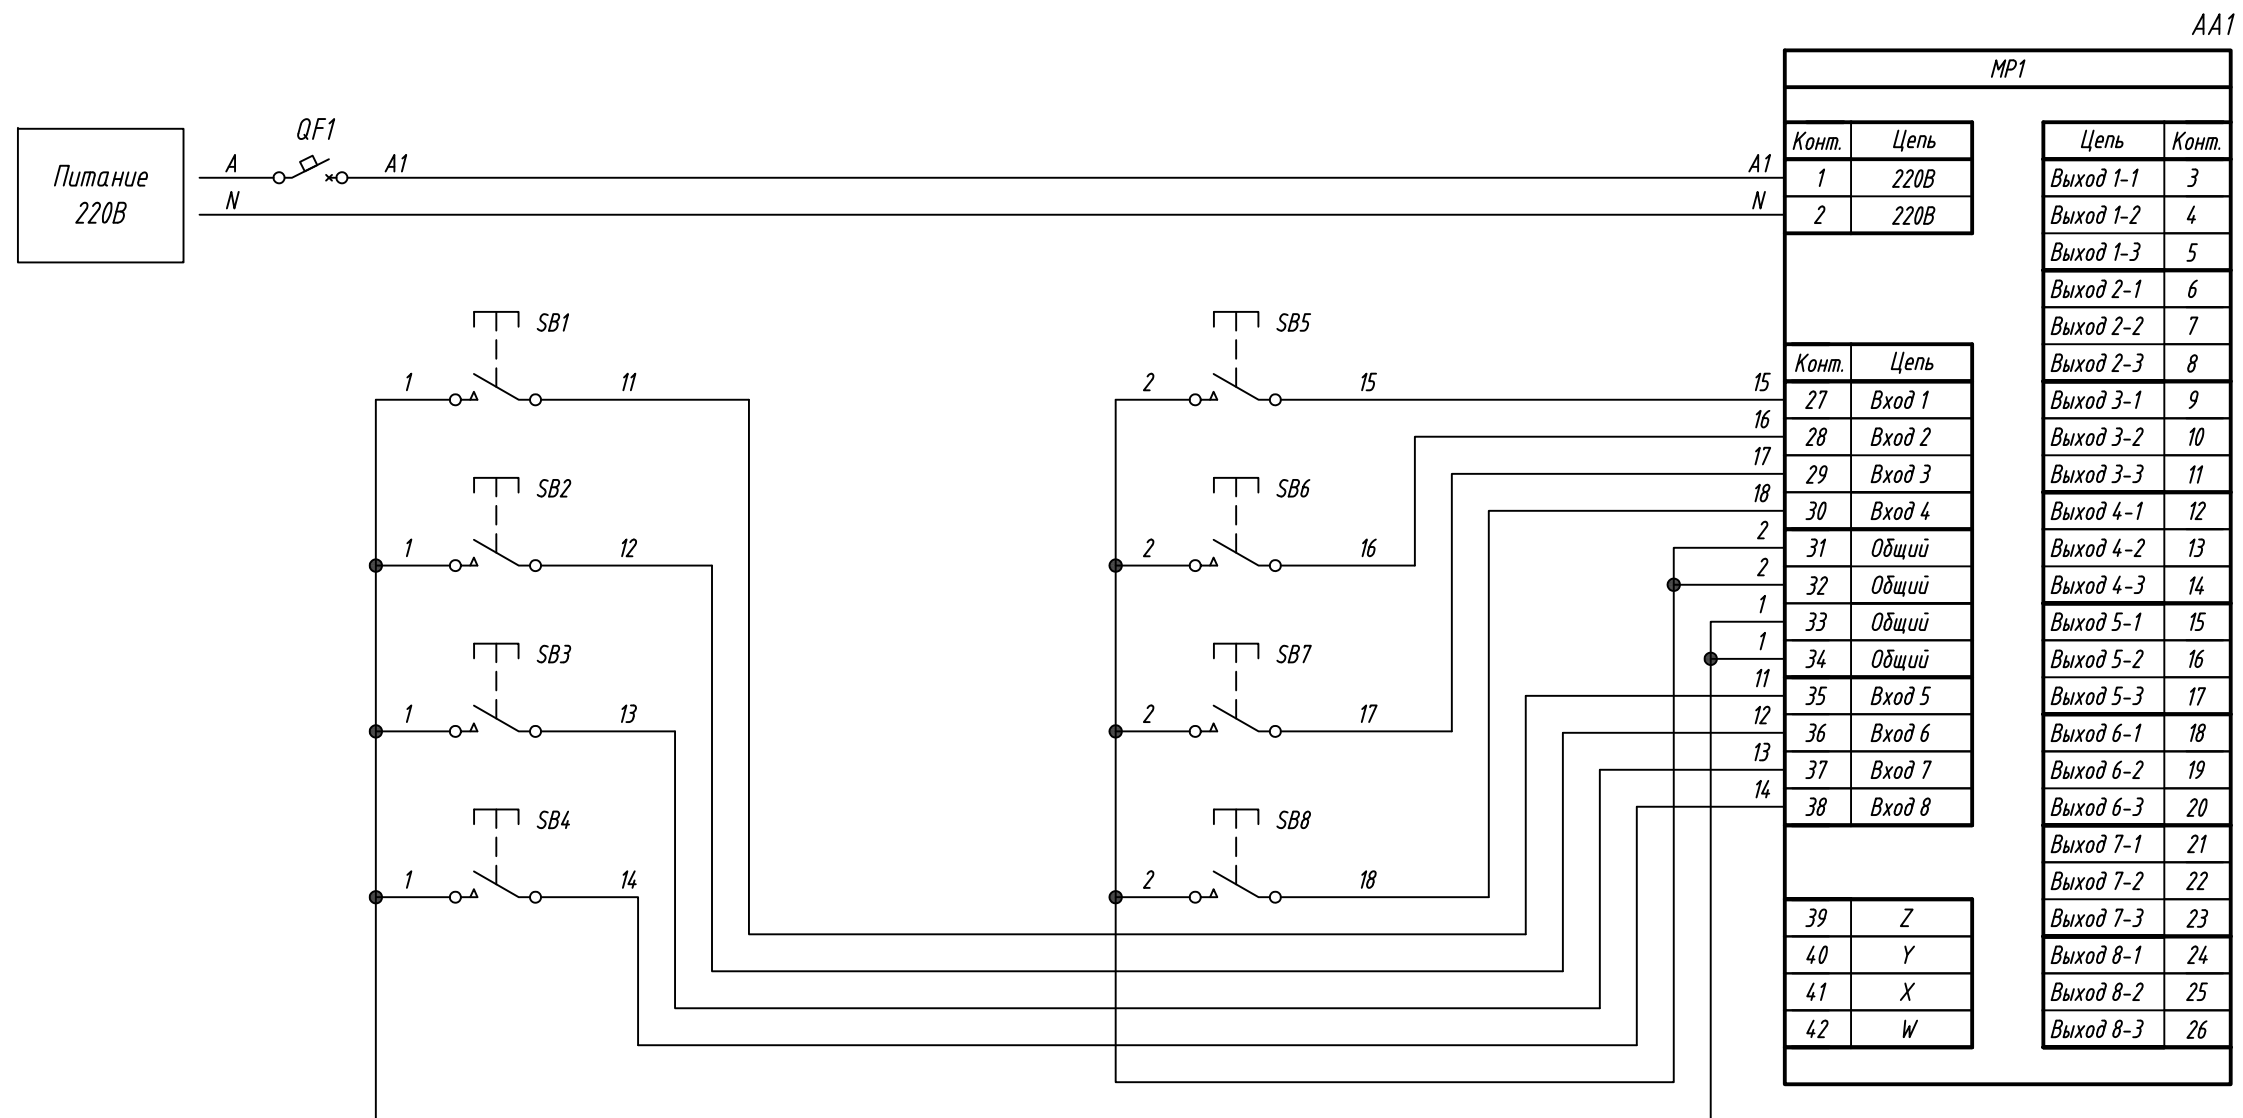 AA1
MP1
QF1
Питание
220В
A
A1
A1
N
N
Конт. Цепь
1 220В
2 220В
Цепь Конт.
Выход 1-1 3
Выход 1-2 4
Выход 1-3 5
Выход 2-1 6
Выход 2-2 7
Выход 2-3 8
Выход 3-1 9
Выход 3-2 10
Выход 3-3 11
Выход 4-1 12
Выход 4-2 13
Выход 4-3 14
Выход 5-1 15
Выход 5-2 16
Выход 5-3 17
Выход 6-1 18
Выход 6-2 19
Выход 6-3 20
Выход 7-1 21
Выход 7-2 22
Выход 7-3 23
Выход 8-1 24
Выход 8-2 25
Выход 8-3 26
SB1
1 11
SB2
1 12
SB3
1 13
SB4
1 14
SB5
2 15
SB6
2 16
SB7
2 17
SB8
2 18
Конт. Цепь
15 27 Вход 1
16 28 Вход 2
17 29 Вход 3
18 30 Вход 4
2 31 Общий
2 32 Общий
1 33 Общий
1 34 Общий
11 35 Вход 5
12 36 Вход 6
13 37 Вход 7
14 38 Вход 8
39 Z
40 Y
41 X
42 W